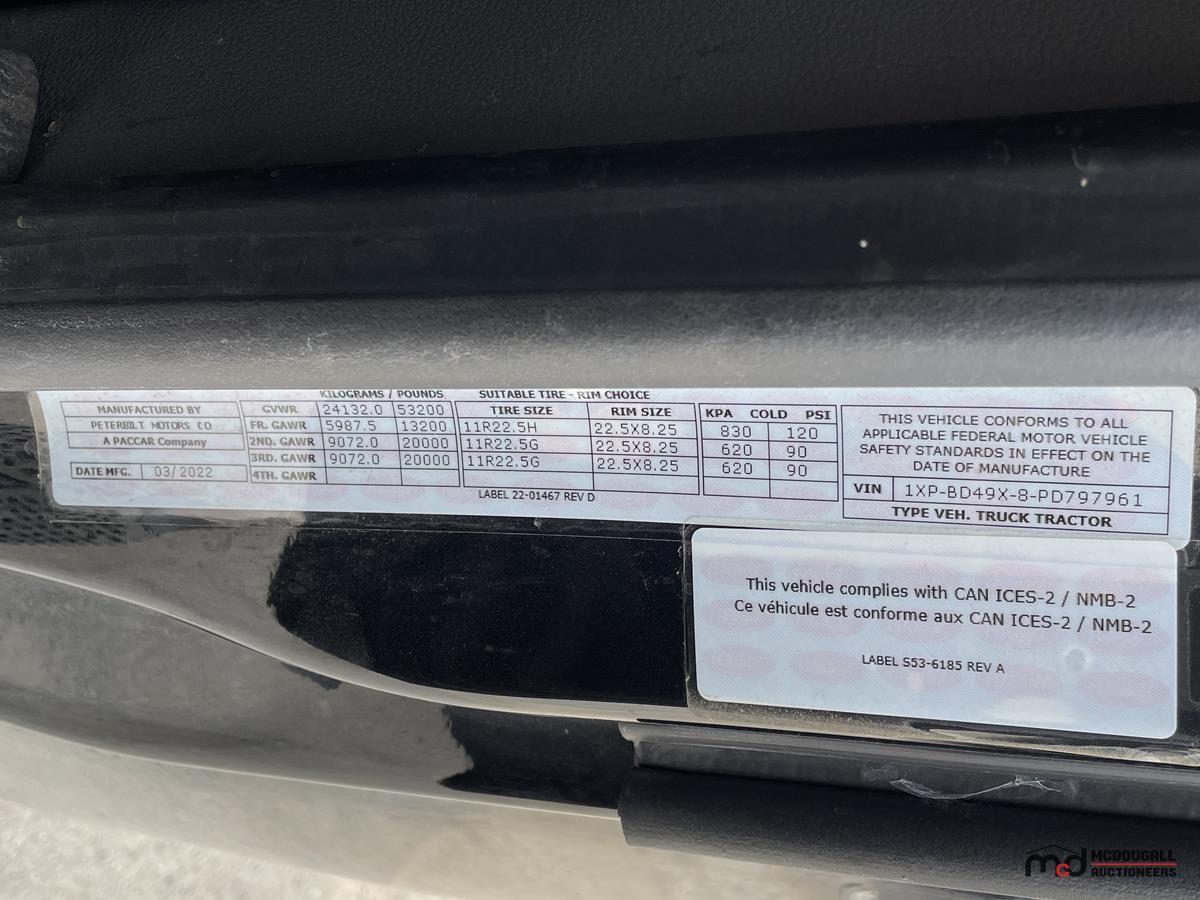 KILOGRAMS / POUNDS SUITABLE TIRE - RIM CHOICE
MANUFACTURED BY GVWR 24132.0 53200 TIRE SIZE RIM SIZE KPA COLD PSI
PETERBILT MOTORS CO FR. GAWR 5987.5 13200 11R22.5H 22.5X8.25 830 120
A PACCAR Company 2ND. GAWR 9072.0 20000 11R22.5G 22.5X8.25 620 90
3RD. GAWR 9072.0 20000 11R22.5G 22.5X8.25 620 90
DATE MFG. 03/2022 4TH. GAWR
LABEL 22-01467 REV D
THIS VEHICLE CONFORMS TO ALL
APPLICABLE FEDERAL MOTOR VEHICLE
SAFETY STANDARDS IN EFFECT ON THE
DATE OF MANUFACTURE
VIN 1XP-BD49X-8-PD797961
TYPE VEH. TRUCK TRACTOR
This vehicle complies with CAN ICES-2 / NMB-2
Ce véhicule est conforme aux CAN ICES-2 / NMB-2
LABEL S53-6185 REV A
mcd MCDOUGALL
AUCTIONEERS